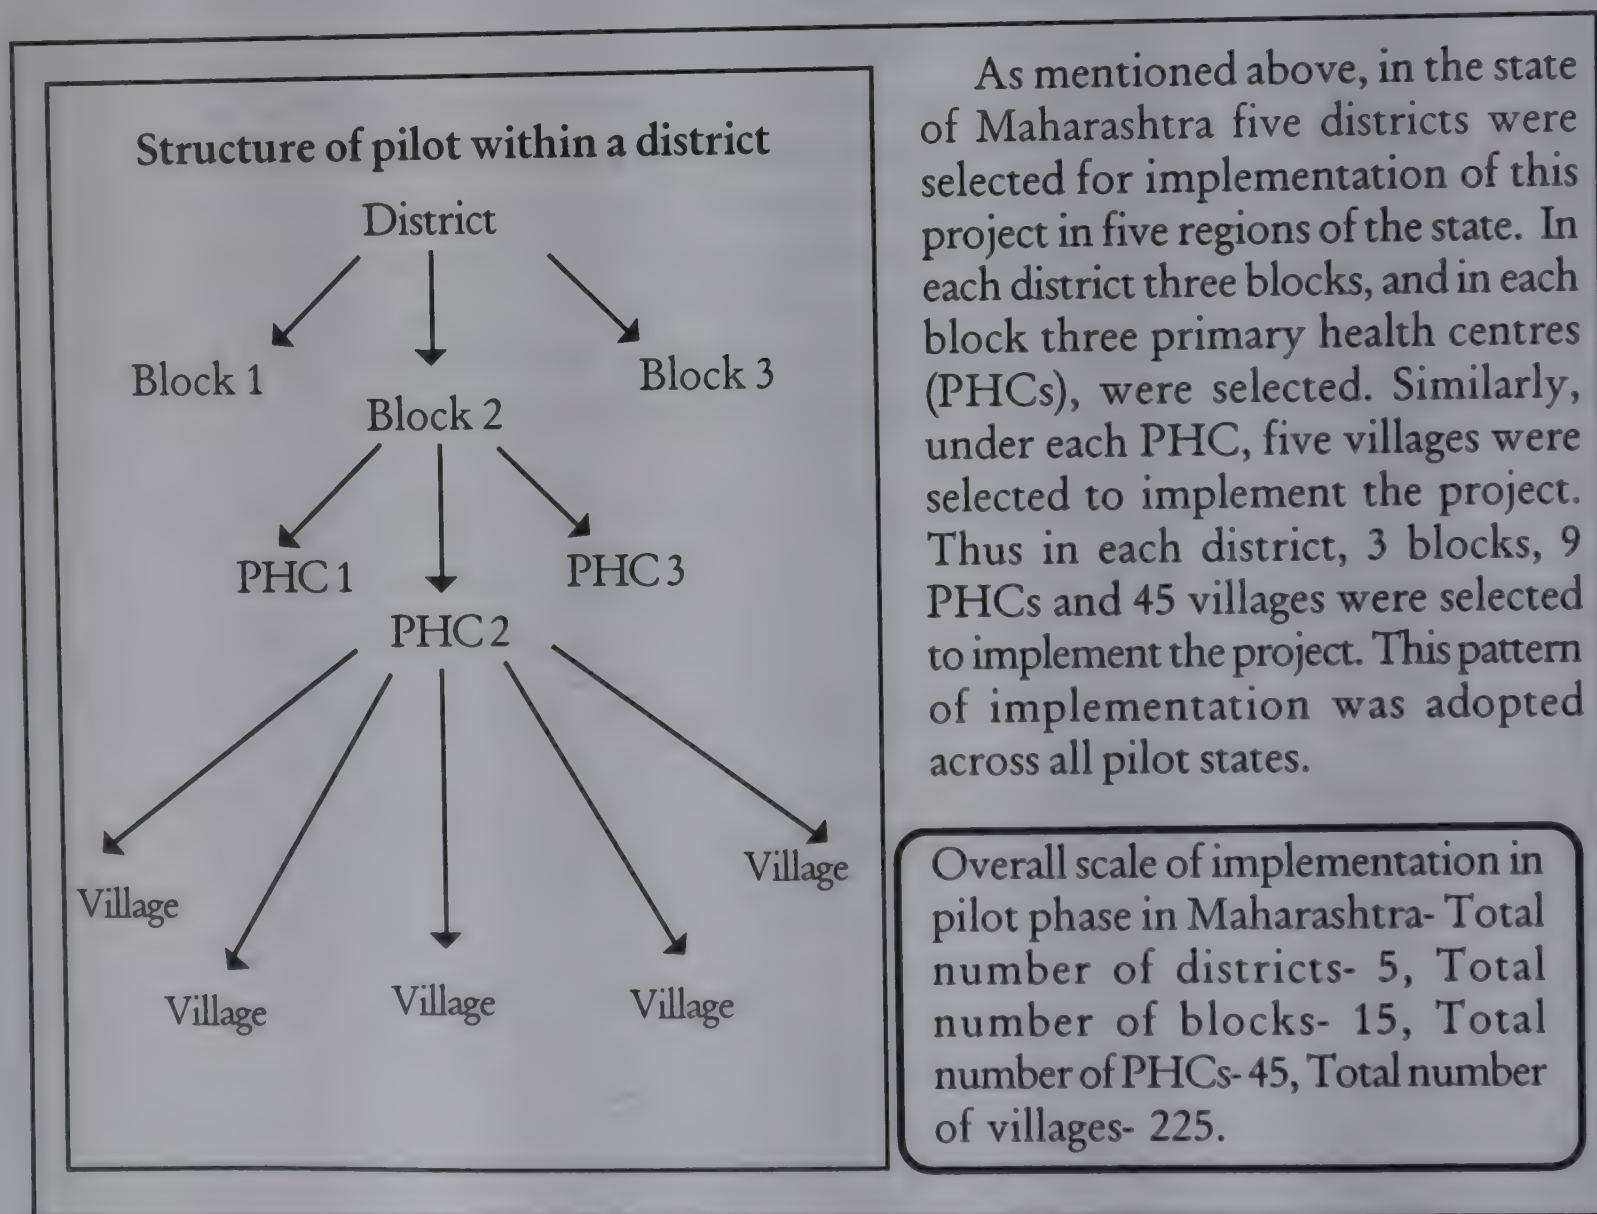 Structure of pilot within a district
District
Block 1
Block 2
Block 3
PHC 1
PHC 2
PHC 3
Village
Village
Village
Village
Village
As mentioned above, in the state
of Maharashtra five districts were
selected for implementation of this
project in five regions of the state. In
each district three blocks, and in each
block three primary health centres
(PHCs), were selected. Similarly,
under each PHC, five villages were
selected to implement the project.
Thus in each district, 3 blocks, 9
PHCs and 45 villages were selected
to implement the project. This pattern
of implementation was adopted
across all pilot states.
Overall scale of implementation in
pilot phase in Maharashtra- Total
number of districts- 5, Total
number of blocks- 15, Total
number of PHCs- 45, Total number
of villages- 225.